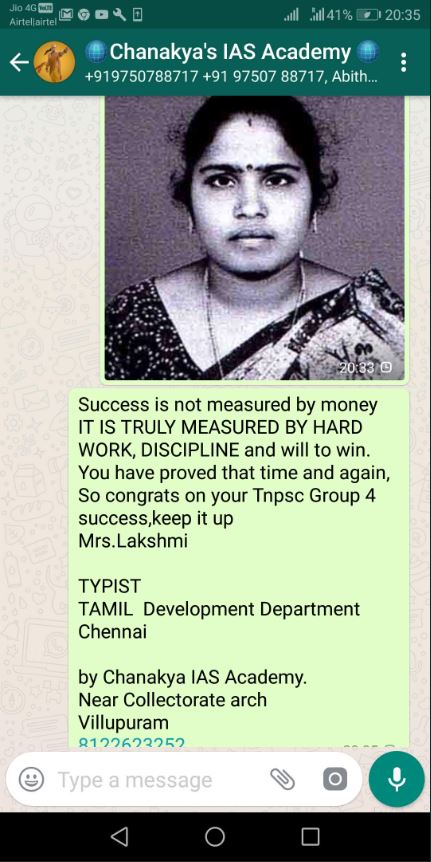 Jio 4G VoLTE
Airtel|airtel
41%
20:35
Chanakya's IAS Academy
+919750788717 +91 97507 88717, Abith...
20:33
Success is not measured by money
IT IS TRULY MEASURED BY HARD
WORK, DISCIPLINE and will to win.
You have proved that time and again,
So congrats on your Tnpsc Group 4
success,keep it up
Mrs.Lakshmi
TYPIST
TAMIL  Development Department
Chennai
by Chanakya IAS Academy.
Near Collectorate arch
Villupuram
8122623252
Type a message